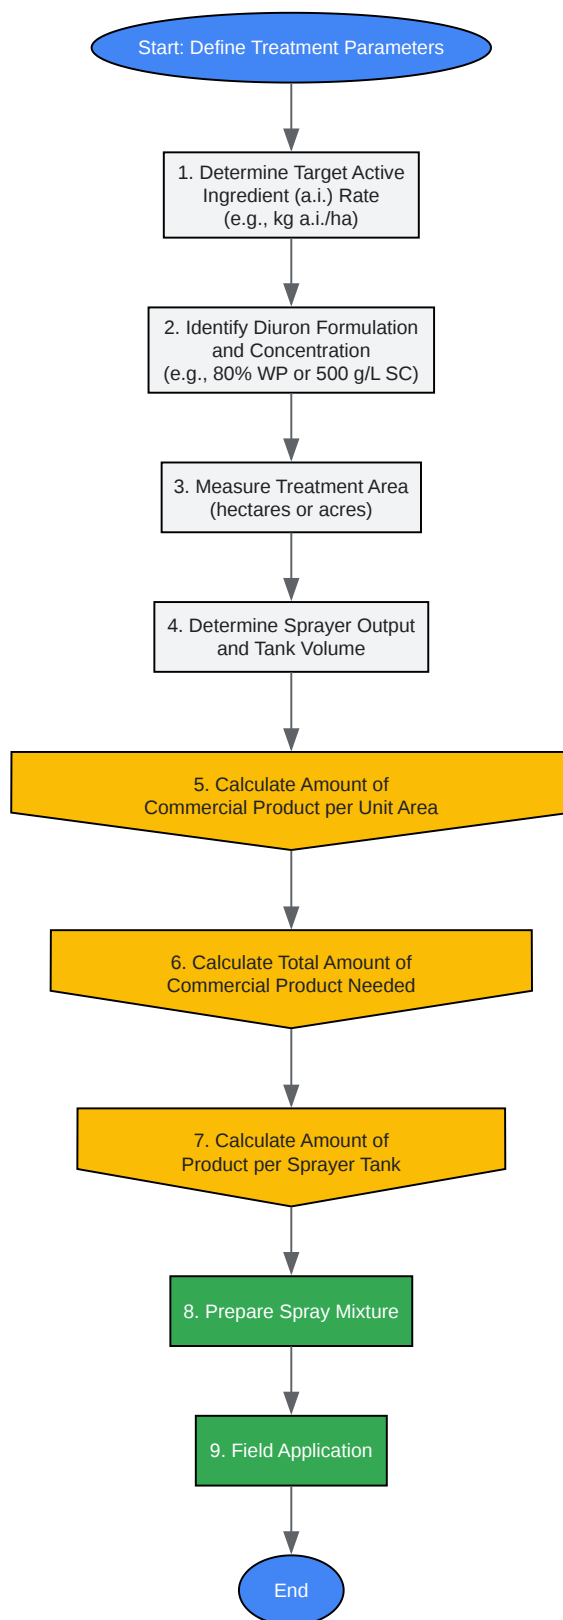 Start: Define Treatment Parameters
1. Determine Target Active
Ingredient (a.i.) Rate
(e.g., kg a.i./ha)
2. Identify Diuron Formulation
and Concentration
(e.g., 80% WP or 500 g/L SC)
3. Measure Treatment Area
(hectares or acres)
4. Determine Sprayer Output
and Tank Volume
5. Calculate Amount of
Commercial Product per Unit Area
6. Calculate Total Amount of
Commercial Product Needed
7. Calculate Amount of
Product per Sprayer Tank
8. Prepare Spray Mixture
9. Field Application
End